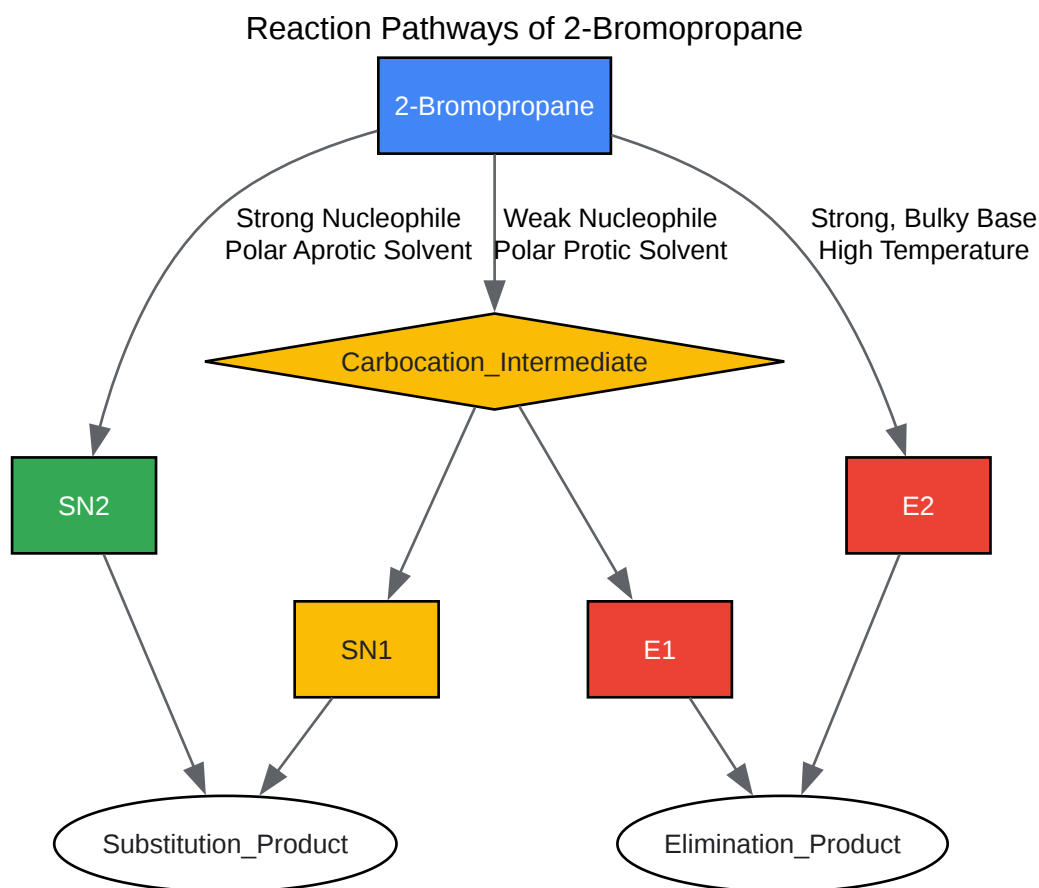 Reaction Pathways of 2-Bromopropane
2-Bromopropane
Strong Nucleophile
Polar Aprotic Solvent
Weak Nucleophile
Polar Protic Solvent
Strong, Bulky Base
High Temperature
Carbocation_Intermediate
SN2
E2
SN1
E1
Substitution_Product
Elimination_Product